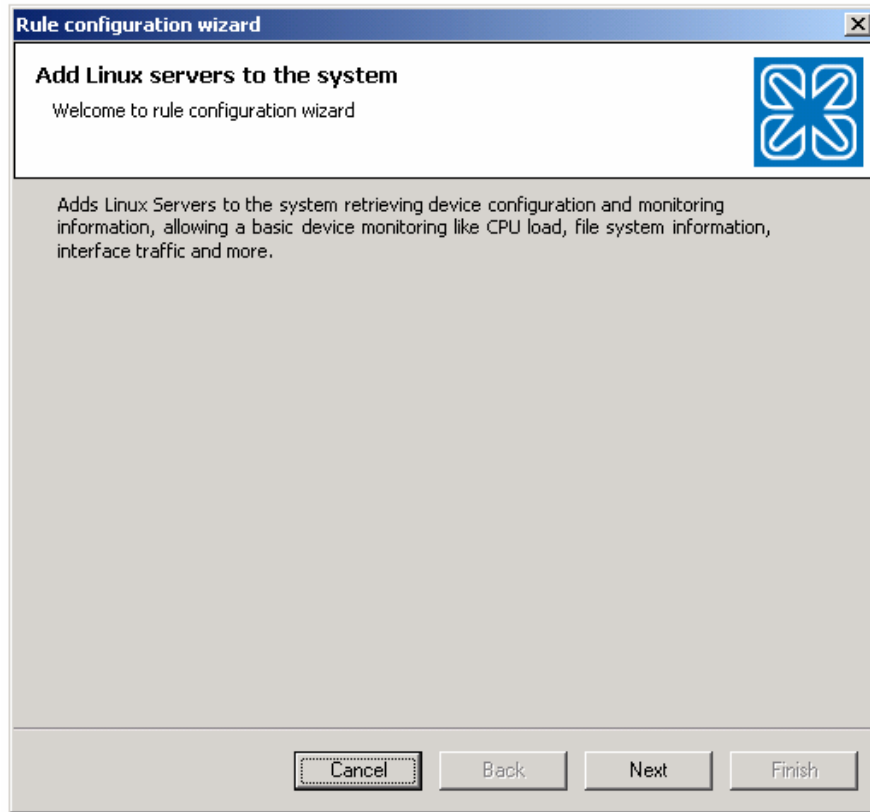 Rule configuration wizard
Add Linux servers to the system
Welcome to rule configuration wizard
Adds Linux Servers to the system retrieving device configuration and monitoring
information, allowing a basic device monitoring like CPU load, file system information,
interface traffic and more.
Cancel Back Next Finish